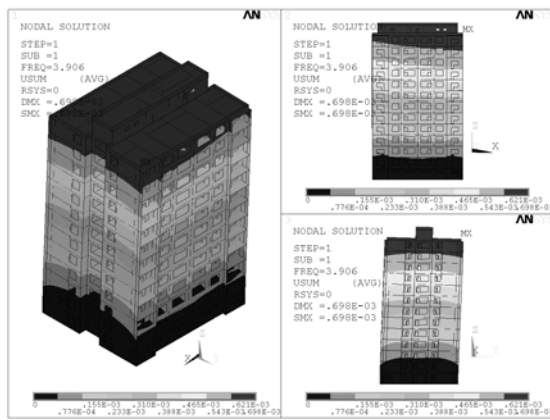 1
AN
NODAL SOLUTION
STEP=1
SUB =1
FREQ=3.906
USUM (AVG)
RSYS=0
DMX =.698E-03
SMX =.698E-03
Z
X
0 .155E-03 .310E-03 .465E-03 .621E-03
.776E-04 .233E-03 .388E-03 .543E-03 .698E-03
2
AN
NODAL SOLUTION
MX
STEP=1
SUB =1
FREQ=3.906
USUM (AVG)
RSYS=0
DMX =.698E-03
SMX =.698E-03
Z
X
0 .155E-03 .310E-03 .465E-03 .621E-03
.776E-04 .233E-03 .388E-03 .543E-03 .698E-03
3
AN
NODAL SOLUTION
MX
STEP=1
SUB =1
FREQ=3.906
USUM (AVG)
RSYS=0
DMX =.698E-03
SMX =.698E-03
0 .155E-03 .310E-03 .465E-03 .621E-03
.776E-04 .233E-03 .388E-03 .543E-03 .698E-03